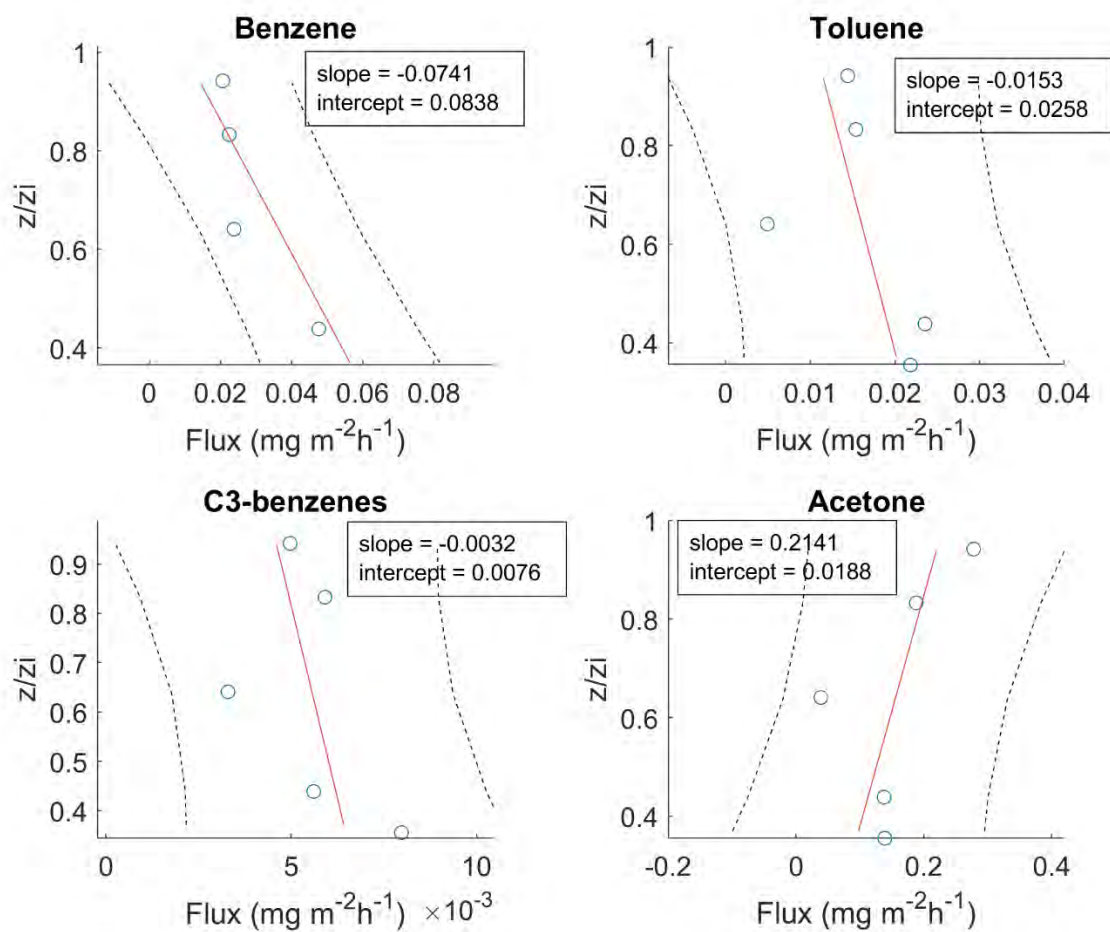 Benzene
slope = -0.0741
intercept = 0.0838
1
0.8
0.6
0.4
z/zi
0 0.02 0.04 0.06 0.08
Flux (mg m⁻²h⁻¹)
Toluene
slope = -0.0153
intercept = 0.0258
1
0.8
0.6
0.4
z/zi
0 0.01 0.02 0.03 0.04
Flux (mg m⁻²h⁻¹)
C3-benzenes
slope = -0.0032
intercept = 0.0076
0.9
0.8
0.7
0.6
0.5
0.4
z/zi
0 5 10
Flux (mg m⁻²h⁻¹) ×10⁻³
Acetone
slope = 0.2141
intercept = 0.0188
1
0.8
0.6
0.4
z/zi
-0.2 0 0.2 0.4
Flux (mg m⁻²h⁻¹)